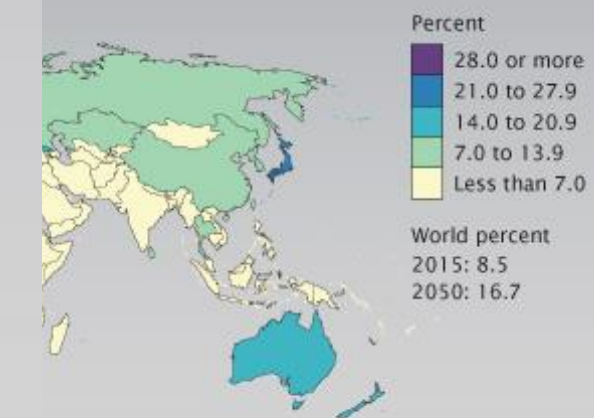 Percent
28.0 or more
21.0 to 27.9
14.0 to 20.9
7.0 to 13.9
Less than 7.0
World percent
2015: 8.5
2050: 16.7